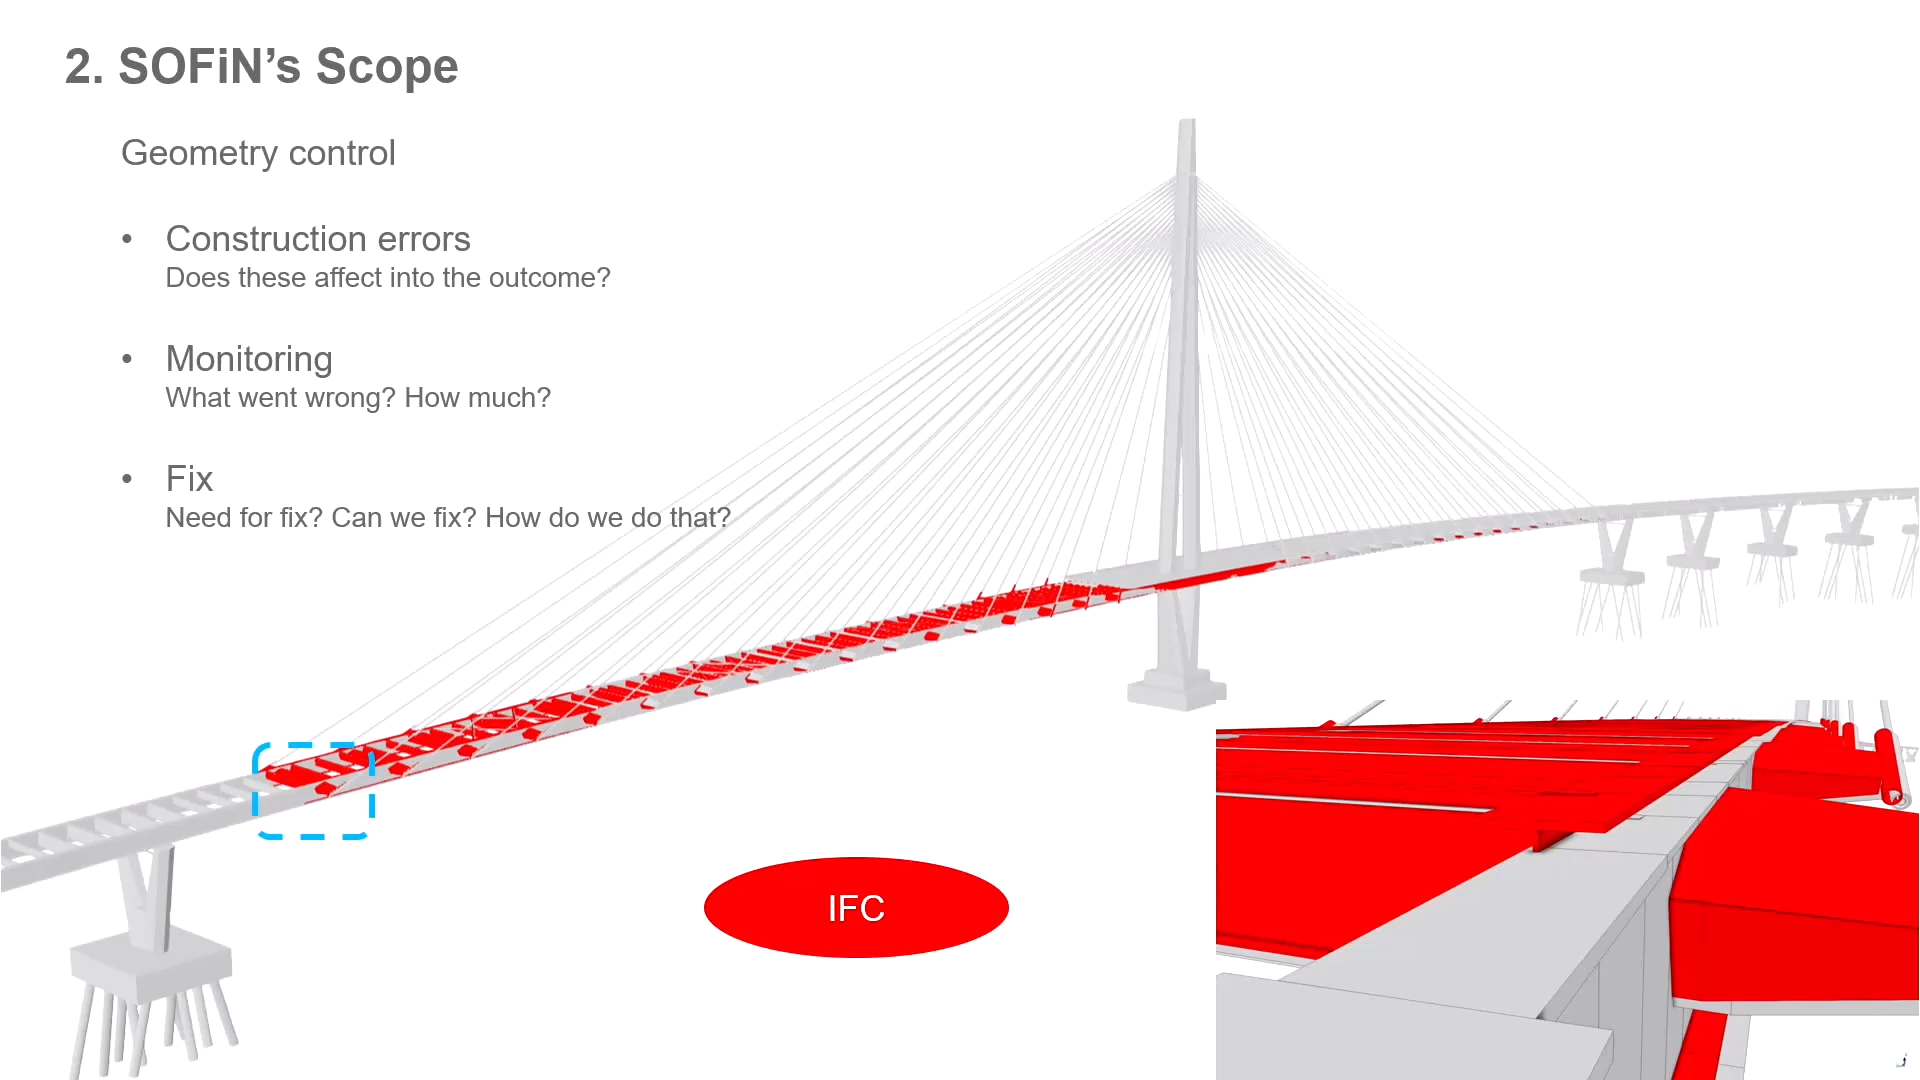 2. SOFiN’s Scope
Geometry control
• Construction errors
Does these affect into the outcome?
• Monitoring
What went wrong? How much?
• Fix
Need for fix? Can we fix? How do we do that?
IFC